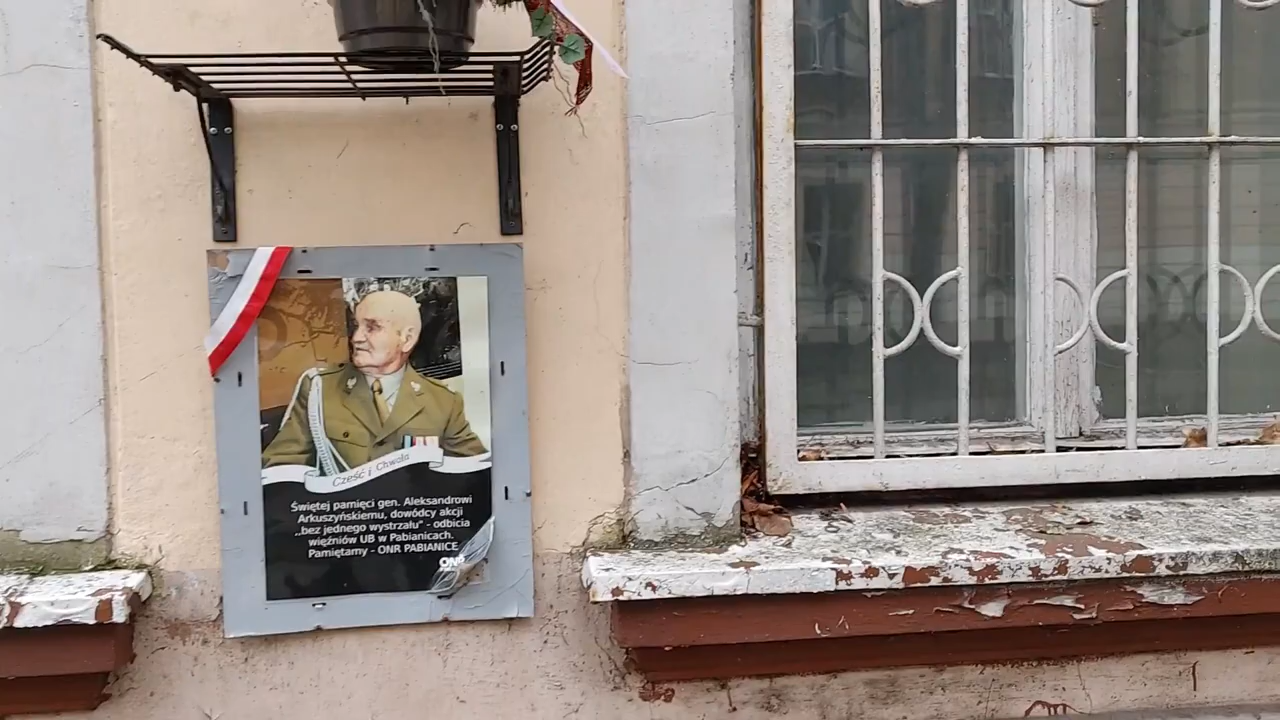 Cześć i Chwała
Świętej pamięci gen. Aleksandrowi
Arkuszyńskiemu, dowódcy akcji
,,bez jednego wystrzału" - odbicia
więźniów UB w Pabianicach.
Pamiętamy - ONR PABIANICE